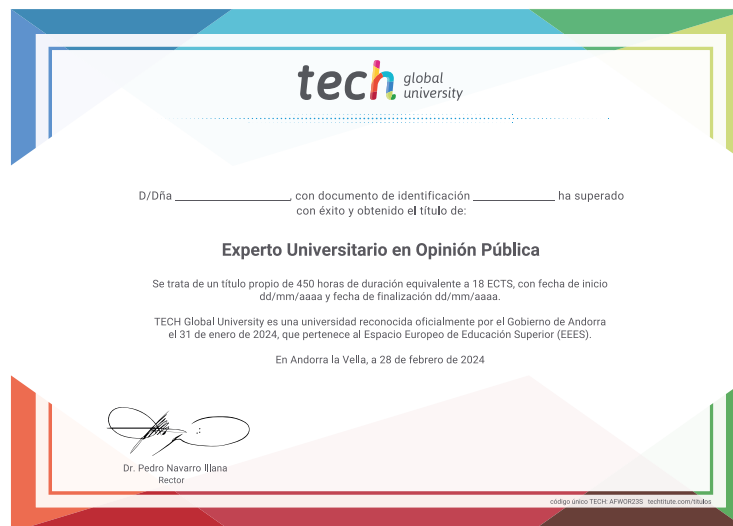 tech global
university
D/Dña ______________, con documento de identificación ______________ ha superado
con éxito y obtenido el título de:
Experto Universitario en Opinión Pública
Se trata de un título propio de 450 horas de duración equivalente a 18 ECTS, con fecha de inicio
dd/mm/aaaa y fecha de finalización dd/mm/aaaa.
TECH Global University es una universidad reconocida oficialmente por el Gobierno de Andorra
el 31 de enero de 2024, que pertenece al Espacio Europeo de Educación Superior (EEES).
En Andorra la Vella, a 28 de febrero de 2024
Dr. Pedro Navarro Illana
Rector
código único TECH: AFWOR23S techtitute.com/titulos